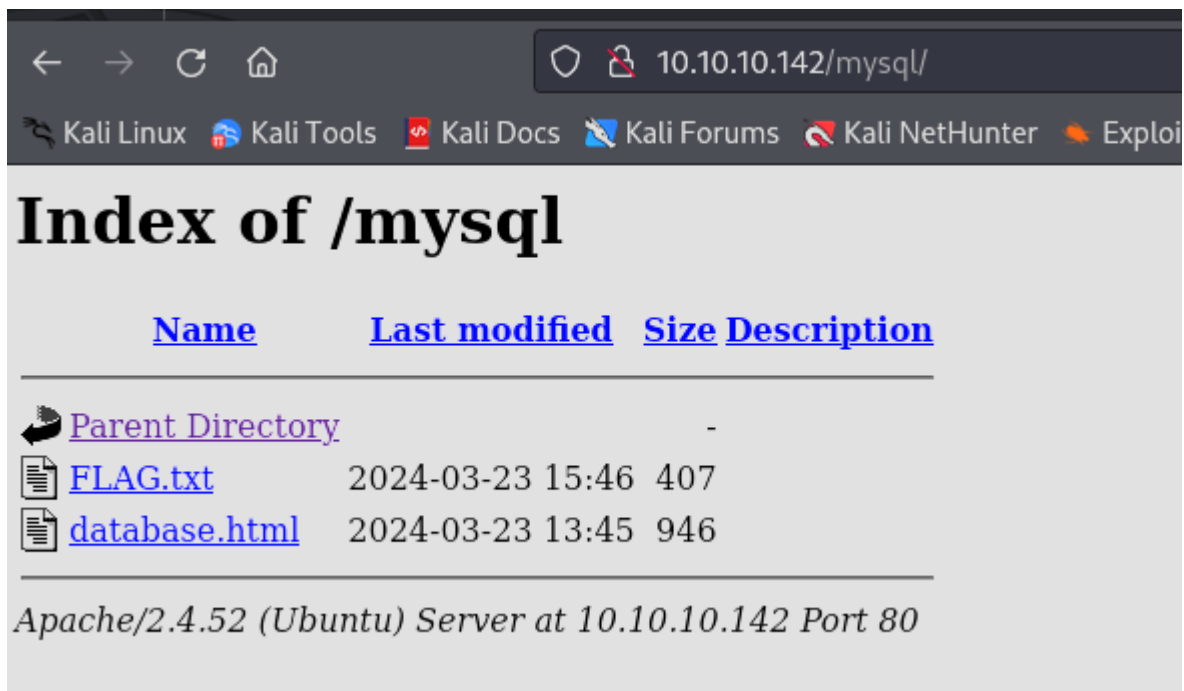 10.10.10.142/mysql/
Kali Linux Kali Tools Kali Docs Kali Forums Kali NetHunter Exploi
Index of /mysql
Name Last modified Size Description
Parent Directory -
FLAG.txt 2024-03-23 15:46 407
database.html 2024-03-23 13:45 946
Apache/2.4.52 (Ubuntu) Server at 10.10.10.142 Port 80